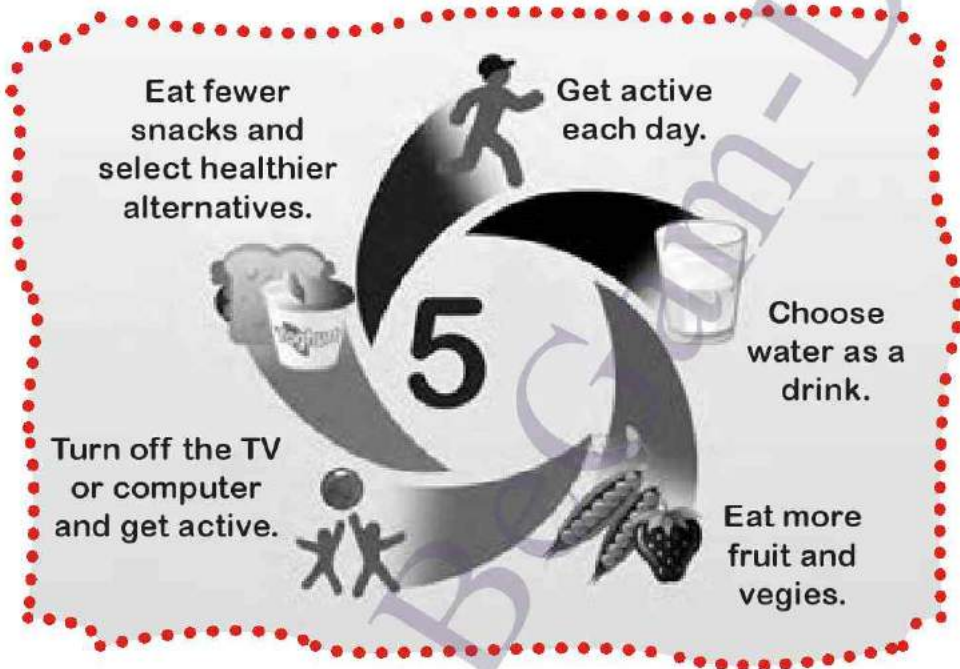 Eat fewer
snacks and
select healthier
alternatives.
Get active
each day.
5
Yoghurt
Choose
water as a
drink.
Turn off the TV
or computer
and get active.
Eat more
fruit and
vegies.